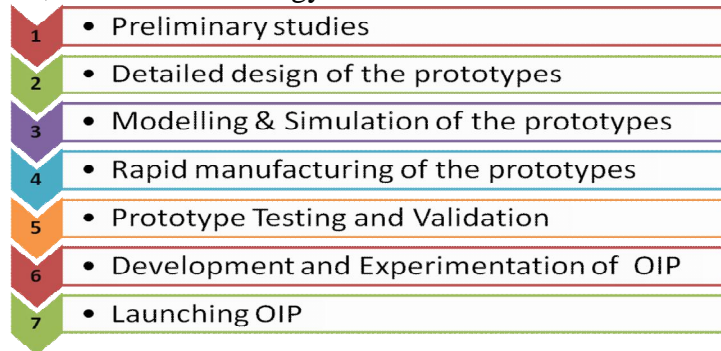 1 • Preliminary studies
2 • Detailed design of the prototypes
3 • Modelling & Simulation of the prototypes
4 • Rapid manufacturing of the prototypes
5 • Prototype Testing and Validation
6 • Development and Experimentation of OIP
7 • Launching OIP